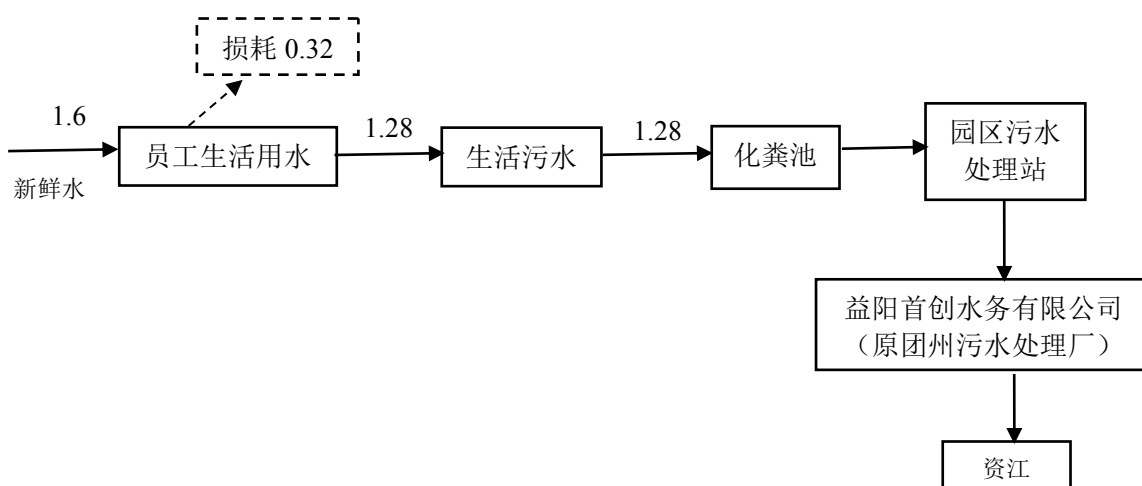 损耗 0.32
1.6
新鲜水
员工生活用水
1.28
生活污水
1.28
化粪池
园区污水
处理站
益阳首创水务有限公司
（原团州污水处理厂）
资江